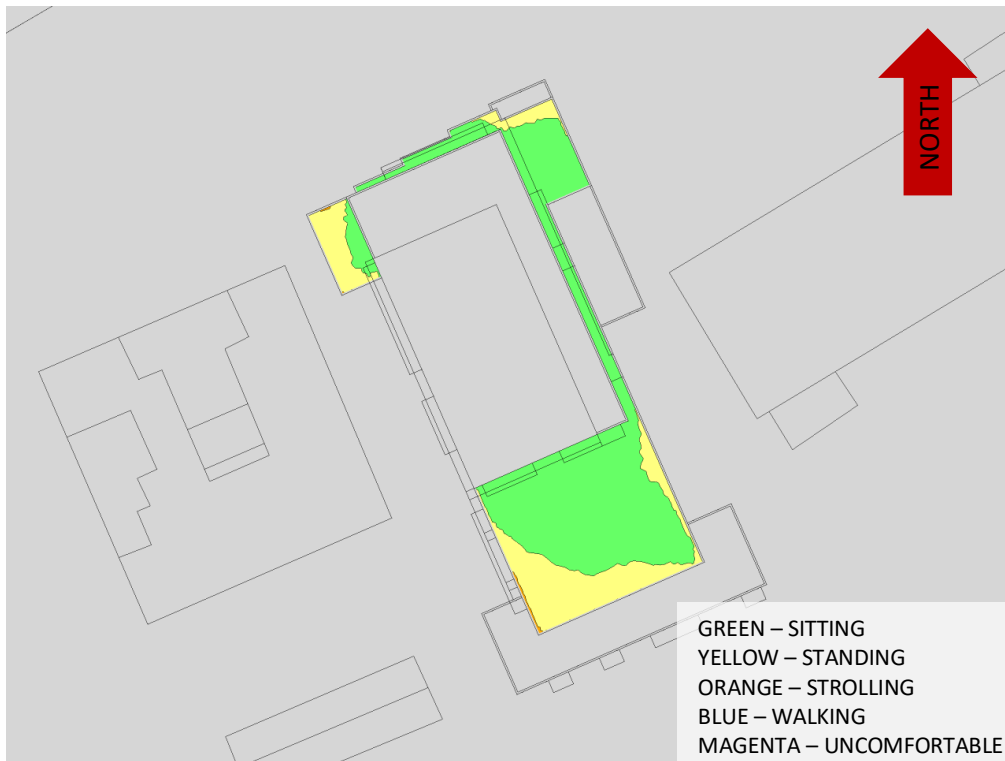 NORTH
GREEN – SITTING
YELLOW – STANDING
ORANGE – STROLLING
BLUE – WALKING
MAGENTA – UNCOMFORTABLE